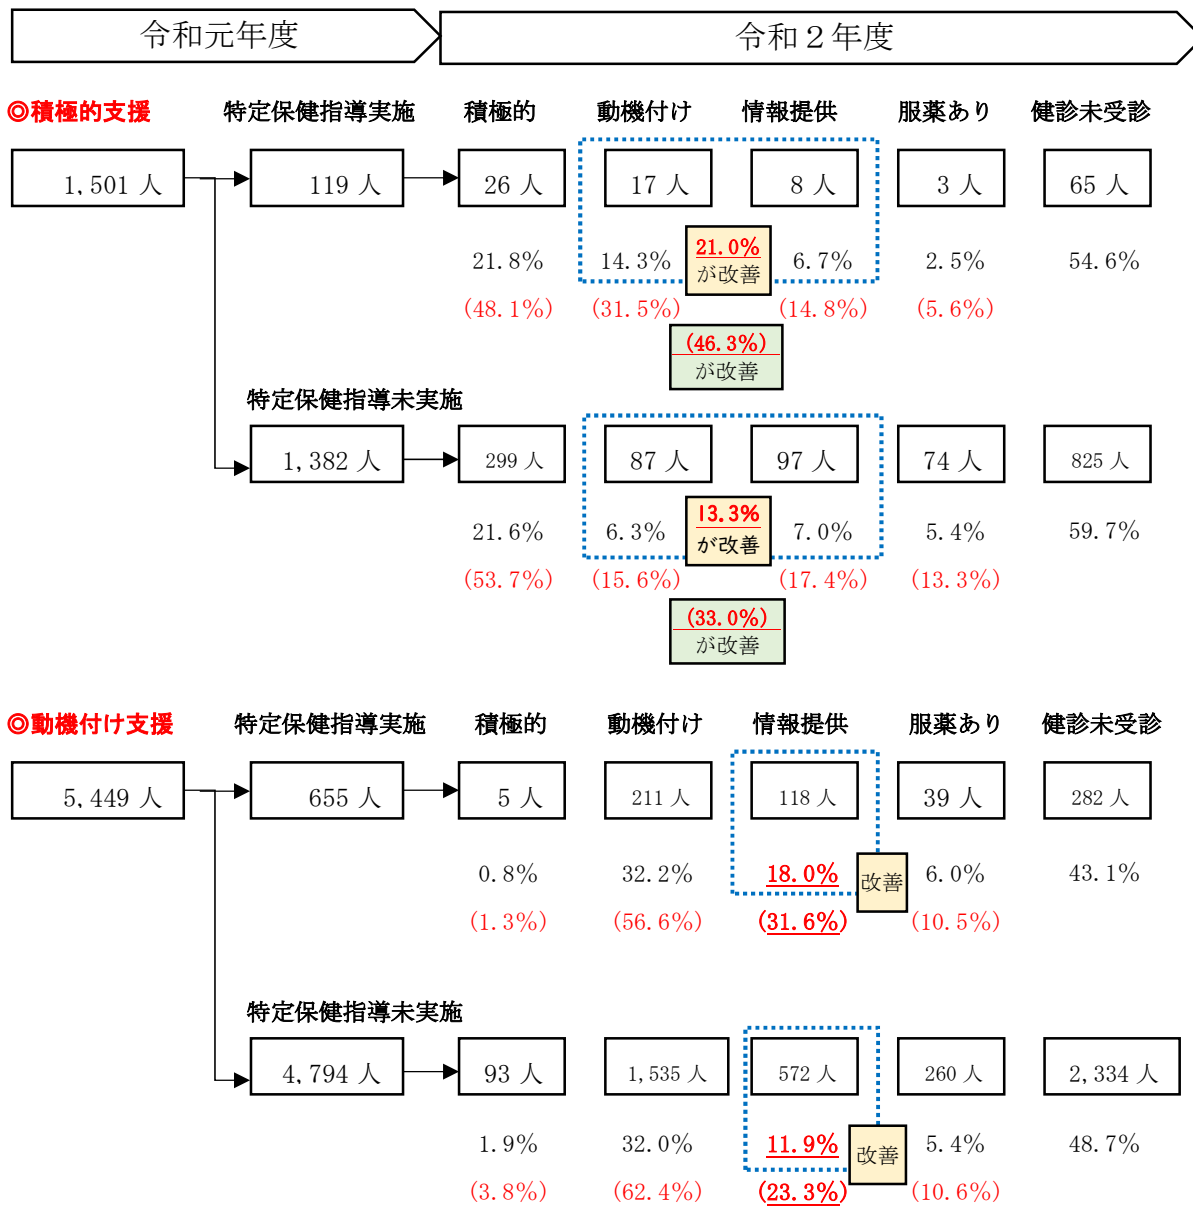 令和元年度 令和２年度
◎積極的支援 特定保健指導実施 積極的 動機付け 情報提供 服薬あり 健診未受診
1,501 人 119 人 26 人 17 人 8 人 3 人 65 人
21.0%
が改善
21.8% 14.3% 6.7% 2.5% 54.6%
(48.1%) (31.5%) (14.8%) (5.6%)
(46.3%)
が改善
特定保健指導未実施
1,382 人 299 人 87 人 97 人 74 人 825 人
13.3%
が改善
21.6% 6.3% 7.0% 5.4% 59.7%
(53.7%) (15.6%) (17.4%) (13.3%)
(33.0%)
が改善
◎動機付け支援 特定保健指導実施 積極的 動機付け 情報提供 服薬あり 健診未受診
5,449 人 655 人 5 人 211 人 118 人 39 人 282 人
0.8% 32.2% 18.0% 改善 6.0% 43.1%
(1.3%) (56.6%) (31.6%) (10.5%)
特定保健指導未実施
4,794 人 93 人 1,535 人 572 人 260 人 2,334 人
1.9% 32.0% 11.9% 改善 5.4% 48.7%
(3.8%) (62.4%) (23.3%) (10.6%)